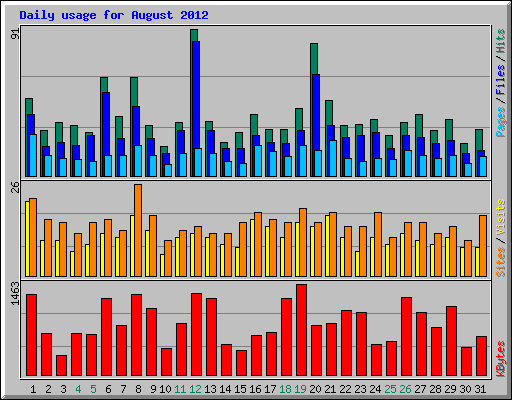 Daily usage for August 2012
91
Pages / Files / Hits
26
Sites / Visits
1463
KBytes
1 2 3 4 5 6 7 8 9 10 11 12 13 14 15 16 17 18 19 20 21 22 23 24 25 26 27 28 29 30 31